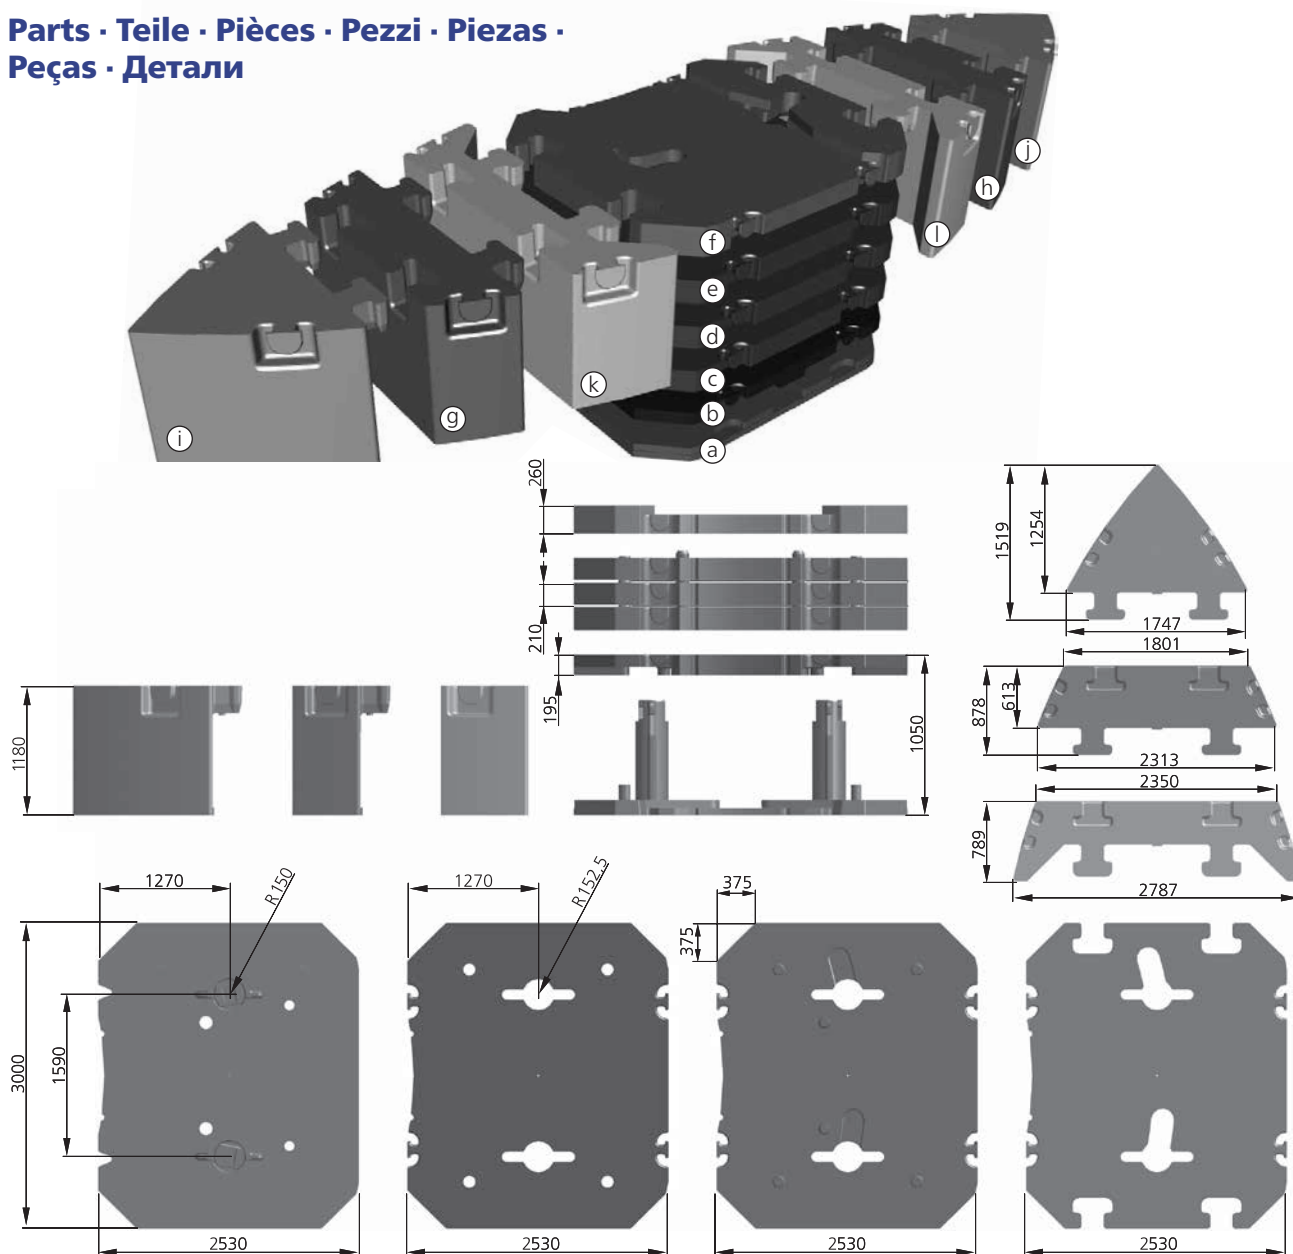 Parts · Teile · Pièces · Pezzi · Piezas ·
Peças · Детали
j
h
l
f
e
d
c
b
a
k
g
i
260
210
195
1050
1180
1519
1254
1747
1801
878
613
2313
2350
789
2787
1270
R150
3000
1590
2530
1270
R152,5
2530
375
375
2530
2530